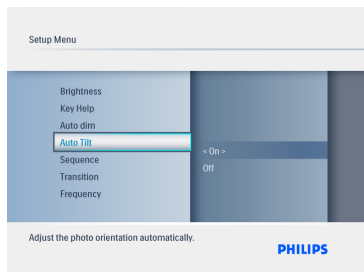 Setup Menu
Brightness
Key Help
Auto dim
Auto Tilt
Sequence
Transition
Frequency
< On >
Off
Adjust the photo orientation automatically.
PHILIPS